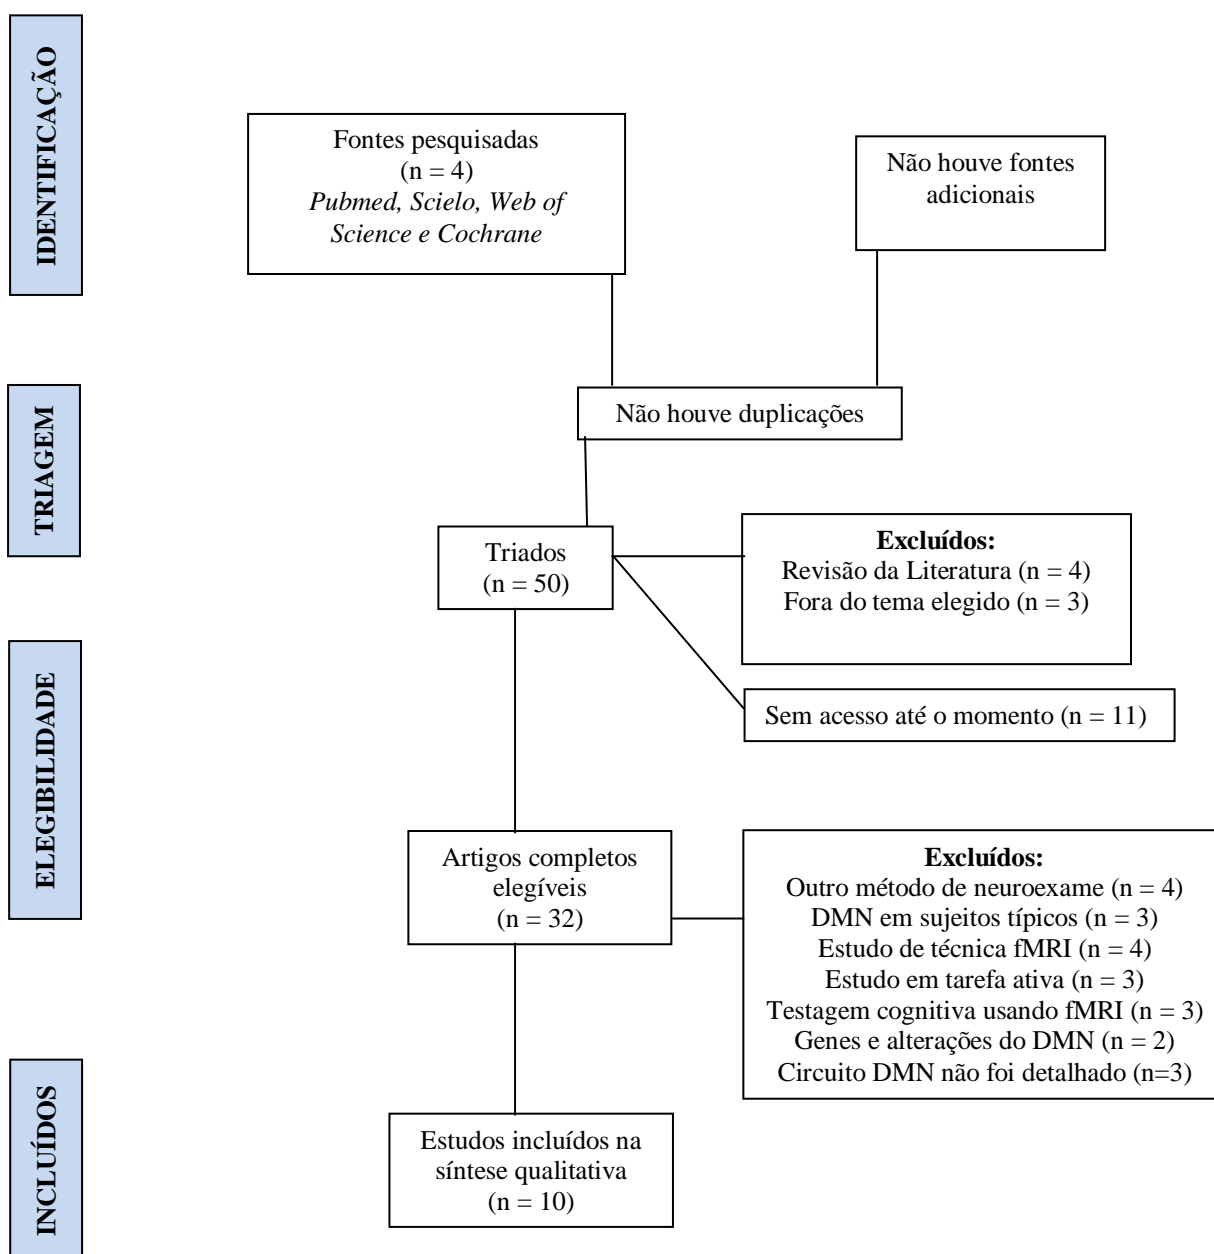 IDENTIFICAÇÃO
Fontes pesquisadas
(n = 4)
Pubmed, Scielo, Web of
Science e Cochrane
Não houve fontes
adicionais
TRIAGEM
Não houve duplicações
Triados
(n = 50)
Excluídos:
Revisão da Literatura (n = 4)
Fora do tema elegido (n = 3)
ELEGIBILIDADE
Sem acesso até o momento (n = 11)
Artigos completos
elegíveis
(n = 32)
Excluídos:
Outro método de neuroexame (n = 4)
DMN em sujeitos típicos (n = 3)
Estudo de técnica fMRI (n = 4)
Estudo em tarefa ativa (n = 3)
Testagem cognitiva usando fMRI (n = 3)
Genes e alterações do DMN (n = 2)
Circuito DMN não foi detalhado (n=3)
INCLUÍDOS
Estudos incluídos na
síntese qualitativa
(n = 10)